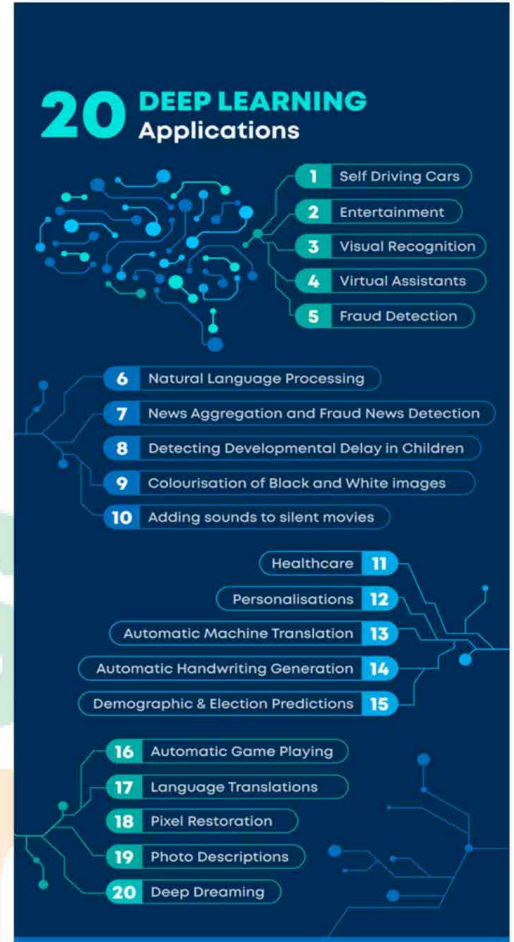 20 DEEP LEARNING
Applications
1 Self Driving Cars
2 Entertainment
3 Visual Recognition
4 Virtual Assistants
5 Fraud Detection
6 Natural Language Processing
7 News Aggregation and Fraud News Detection
8 Detecting Developmental Delay in Children
9 Colourisation of Black and White images
10 Adding sounds to silent movies
Healthcare 11
Personalisations 12
Automatic Machine Translation 13
Automatic Handwriting Generation 14
Demographic & Election Predictions 15
16 Automatic Game Playing
17 Language Translations
18 Pixel Restoration
19 Photo Descriptions
20 Deep Dreaming